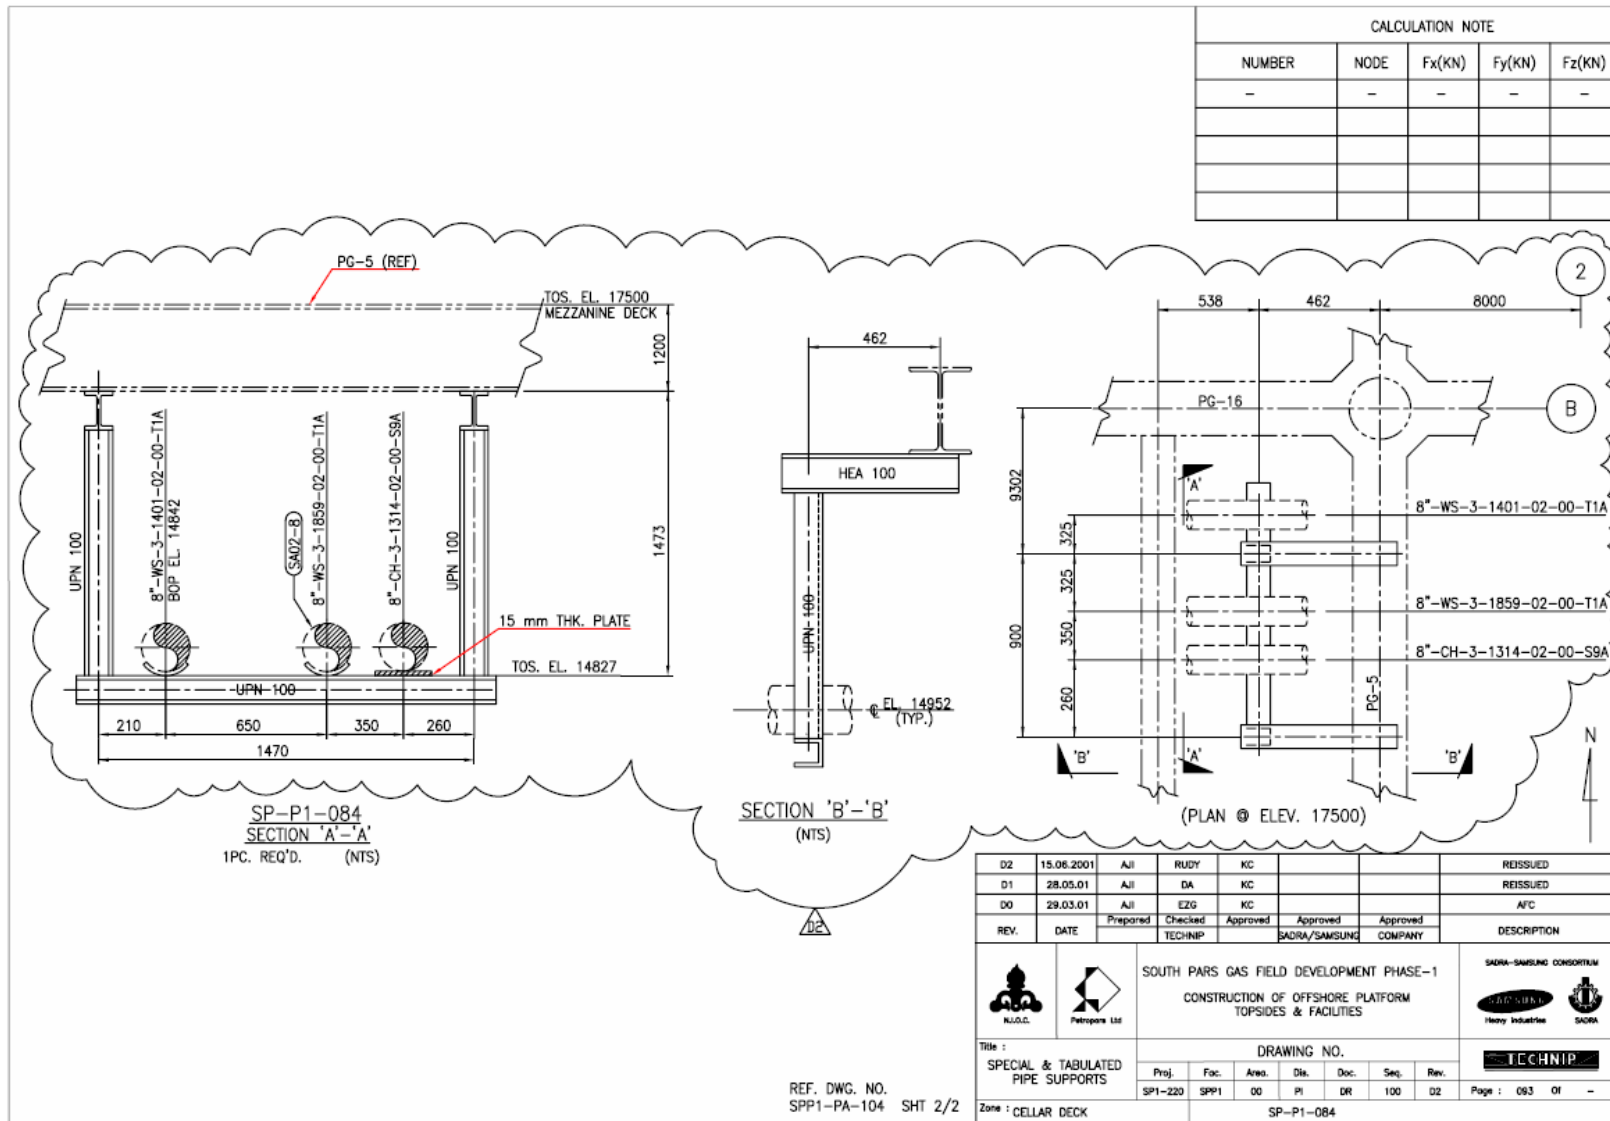 CALCULATION NOTE
NUMBER NODE Fx(KN) Fy(KN) Fz(KN)
- - - - -
PG-5 (REF)
TOS. EL. 17500
MEZZANINE DECK
1200
1473
UPN 100
8"-WS-3-1401-02-00-T1A
BOP EL. 14842
SA02-8
8"-WS-3-1859-02-00-T1A
8"-CH-3-1314-02-00-S9A
UPN 100
15 mm THK. PLATE
TOS. EL. 14827
UPN 100
210 650 350 260
1470
SP-P1-084
SECTION 'A'-'A'
1PC. REQ'D. (NTS)
462
HEA 100
UPN 100
℄ EL. 14952
(TYP.)
SECTION 'B'-'B'
(NTS)
D2
2
538 462 8000
PG-16
B
9302
'A'
325
8"-WS-3-1401-02-00-T1A
325
900
8"-WS-3-1859-02-00-T1A
350
8"-CH-3-1314-02-00-S9A
260
PG-5
'B' 'A' 'B'
N
(PLAN @ ELEV. 17500)
D2 15.06.2001 AJI RUDY KC REISSUED
D1 28.05.01 AJI DA KC REISSUED
D0 29.03.01 AJI EZG KC AFC
REV. DATE Prepared Checked Approved Approved Approved DESCRIPTION
TECHNIP SADRA/SAMSUNG COMPANY
N.I.O.C.
Petropars Ltd
SOUTH PARS GAS FIELD DEVELOPMENT PHASE-1
CONSTRUCTION OF OFFSHORE PLATFORM
TOPSIDES & FACILITIES
SADRA-SAMSUNG CONSORTIUM
SAMSUNG
Heavy Industries
SADRA
Title :
SPECIAL & TABULATED
PIPE SUPPORTS
DRAWING NO.
Proj. Fac. Area. Dis. Doc. Seq. Rev.
SP1-220 SPP1 00 PI DR 100 D2
TECHNIP
Page : 093 Of -
Zone : CELLAR DECK
SP-P1-084
REF. DWG. NO.
SPP1-PA-104 SHT 2/2